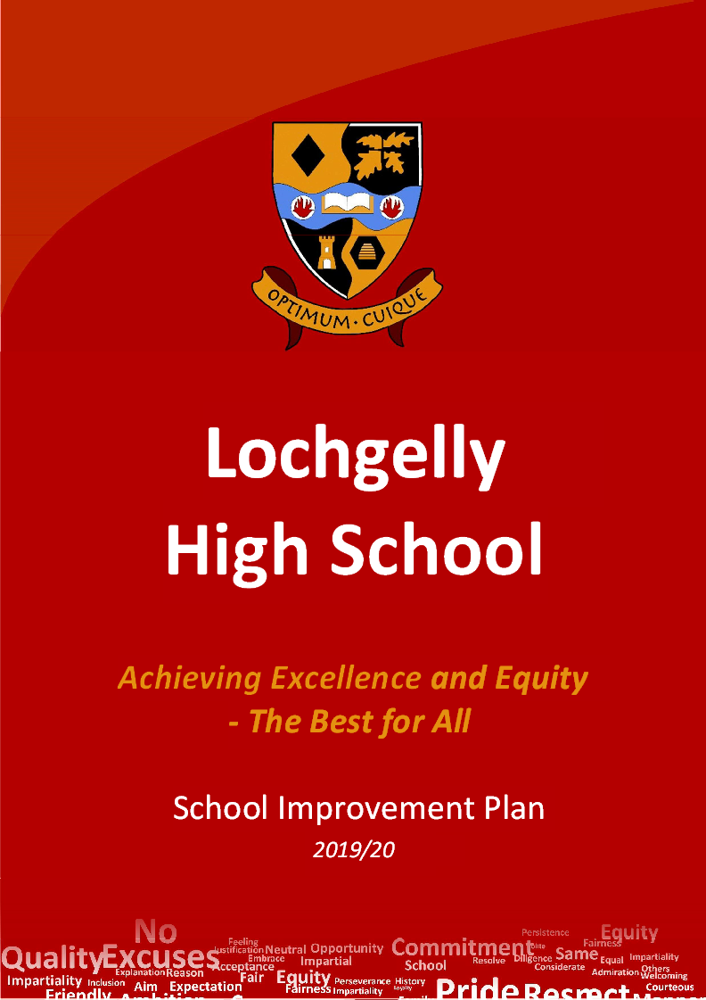 OPTIMUM · CUIQUE
Lochgelly
High School
Achieving Excellence and Equity
- The Best for All
School Improvement Plan
2019/20
No
Feeling
Persistence
Equity
Quality
Excuses
Justification
Neutral
Opportunity
Commitment
Polite
Fairness
Embrace
Impartial
Acceptance
School
Resolve
Diligence
Same
Equal
Impartiality
Explanation
Reason
Considerate
Admiration
Others
Welcoming
Impartiality
Inclusion
Aim
Expectation
Fair
Equity
Fairness
Perseverance
History
Impartiality
Loyalty
Pride
Respect
Courteous
Friendly
Ambition